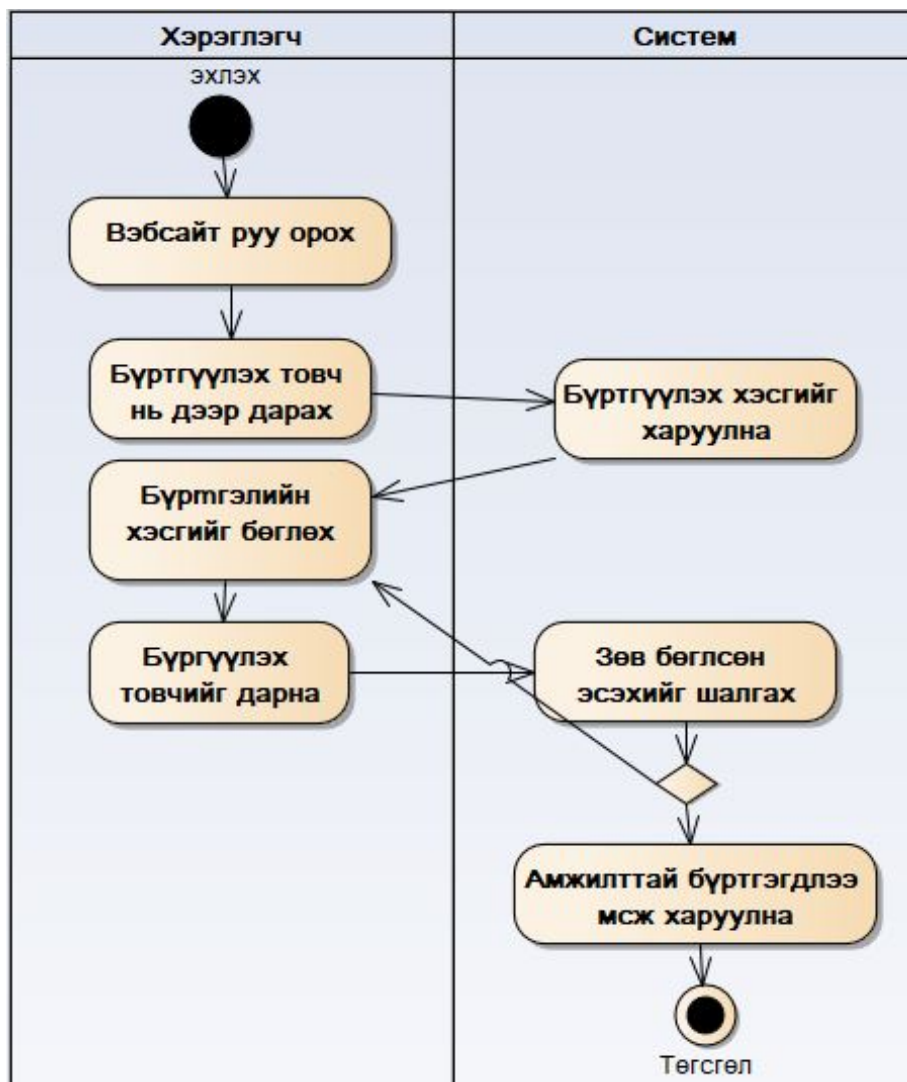 Хэрэглэгч
Систем
эхлэх
Вэбсайт руу орох
Бүртгүүлэх товч
нь дээр дарах
Бүртгүүлэх хэсгийг
харуулна
Бүрmгэлийн
хэсгийг бөглөх
Бүргүүлэх
товчийг дарна
Зөв бөглсөн
эсэхийг шалгах
Амжилттай бүртгэгдлээ
мсж харуулна
Төгсгөл